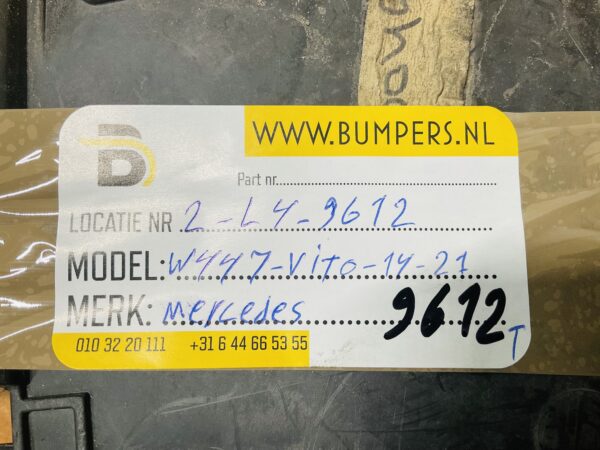 B
WWW.BUMPERS.NL
Part nr.
LOCATIE NR 2-L4-9612
MODEL: W447-Vito-14-21
MERK: Mercedes
9612 T
010 32 20 111 +31 6 44 66 53 55